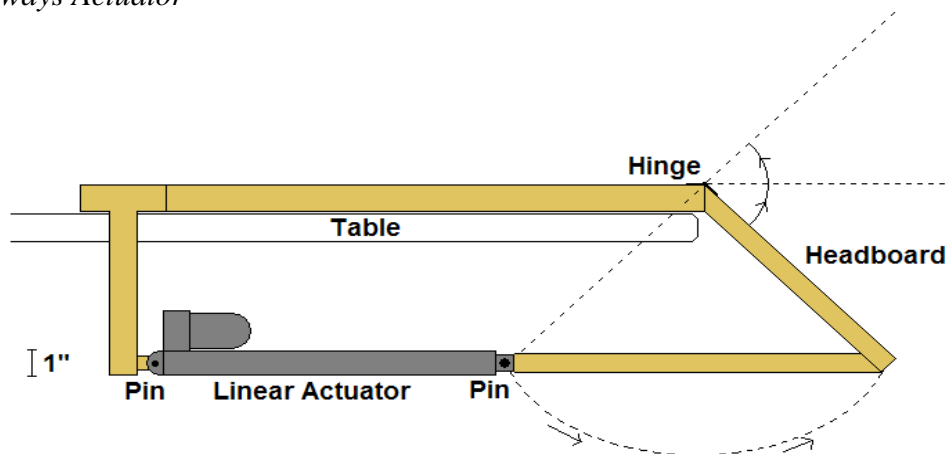 ways Actuator
Hinge
Table
Headboard
1"
Pin
Linear Actuator
Pin